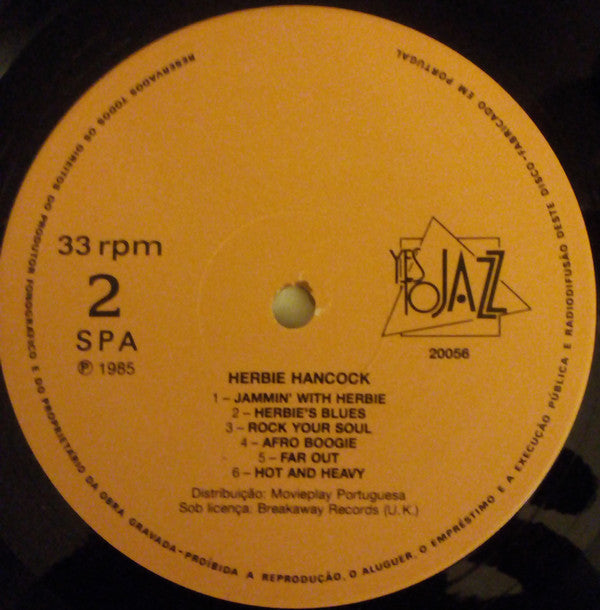 RESERVADOS TODOS OS DIREITOS DO PRODUTOR FONOGRÁFICO E DO PROPRIETÁRIO DA OBRA GRAVADA-PROÍBIDA A REPRODUÇÃO, O ALUGUER, O EMPRÉSTIMO E A EXECUÇÃO PÚBLICA E RADIODIFUSÃO DESTE DISCO-FABRICADO EM PORTUGAL
33 rpm
2
SPA
℗ 1985
YES TO JAZZ
20056
HERBIE HANCOCK
1 – JAMMIN' WITH HERBIE
2 – HERBIE'S BLUES
3 – ROCK YOUR SOUL
4 – AFRO BOOGIE
5 – FAR OUT
6 – HOT AND HEAVY
Distribuição: Movieplay Portuguesa
Sob licença: Breakaway Records (U.K.)